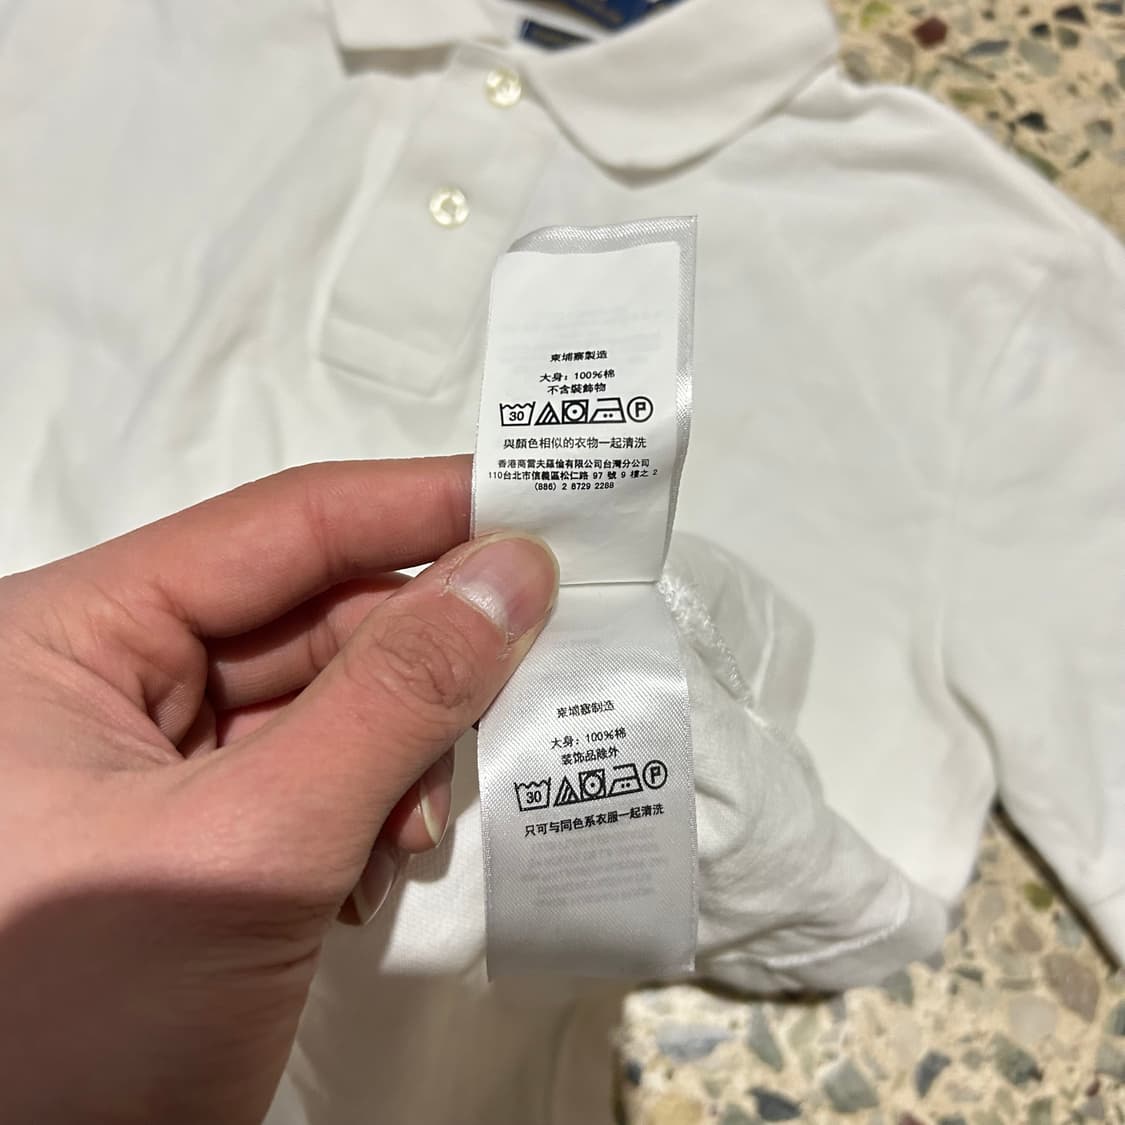 柬埔寨製造
大身：100%棉
不含裝飾物
30 P
與顏色相似的衣物一起清洗
香港商雷夫羅倫有限公司台灣分公司
110台北市信義區松仁路 97 號 9 樓之 2
(886) 2 8729 2288
柬埔寨制造
大身：100%棉
装饰品除外
30 P
只可与同色系衣服一起清洗